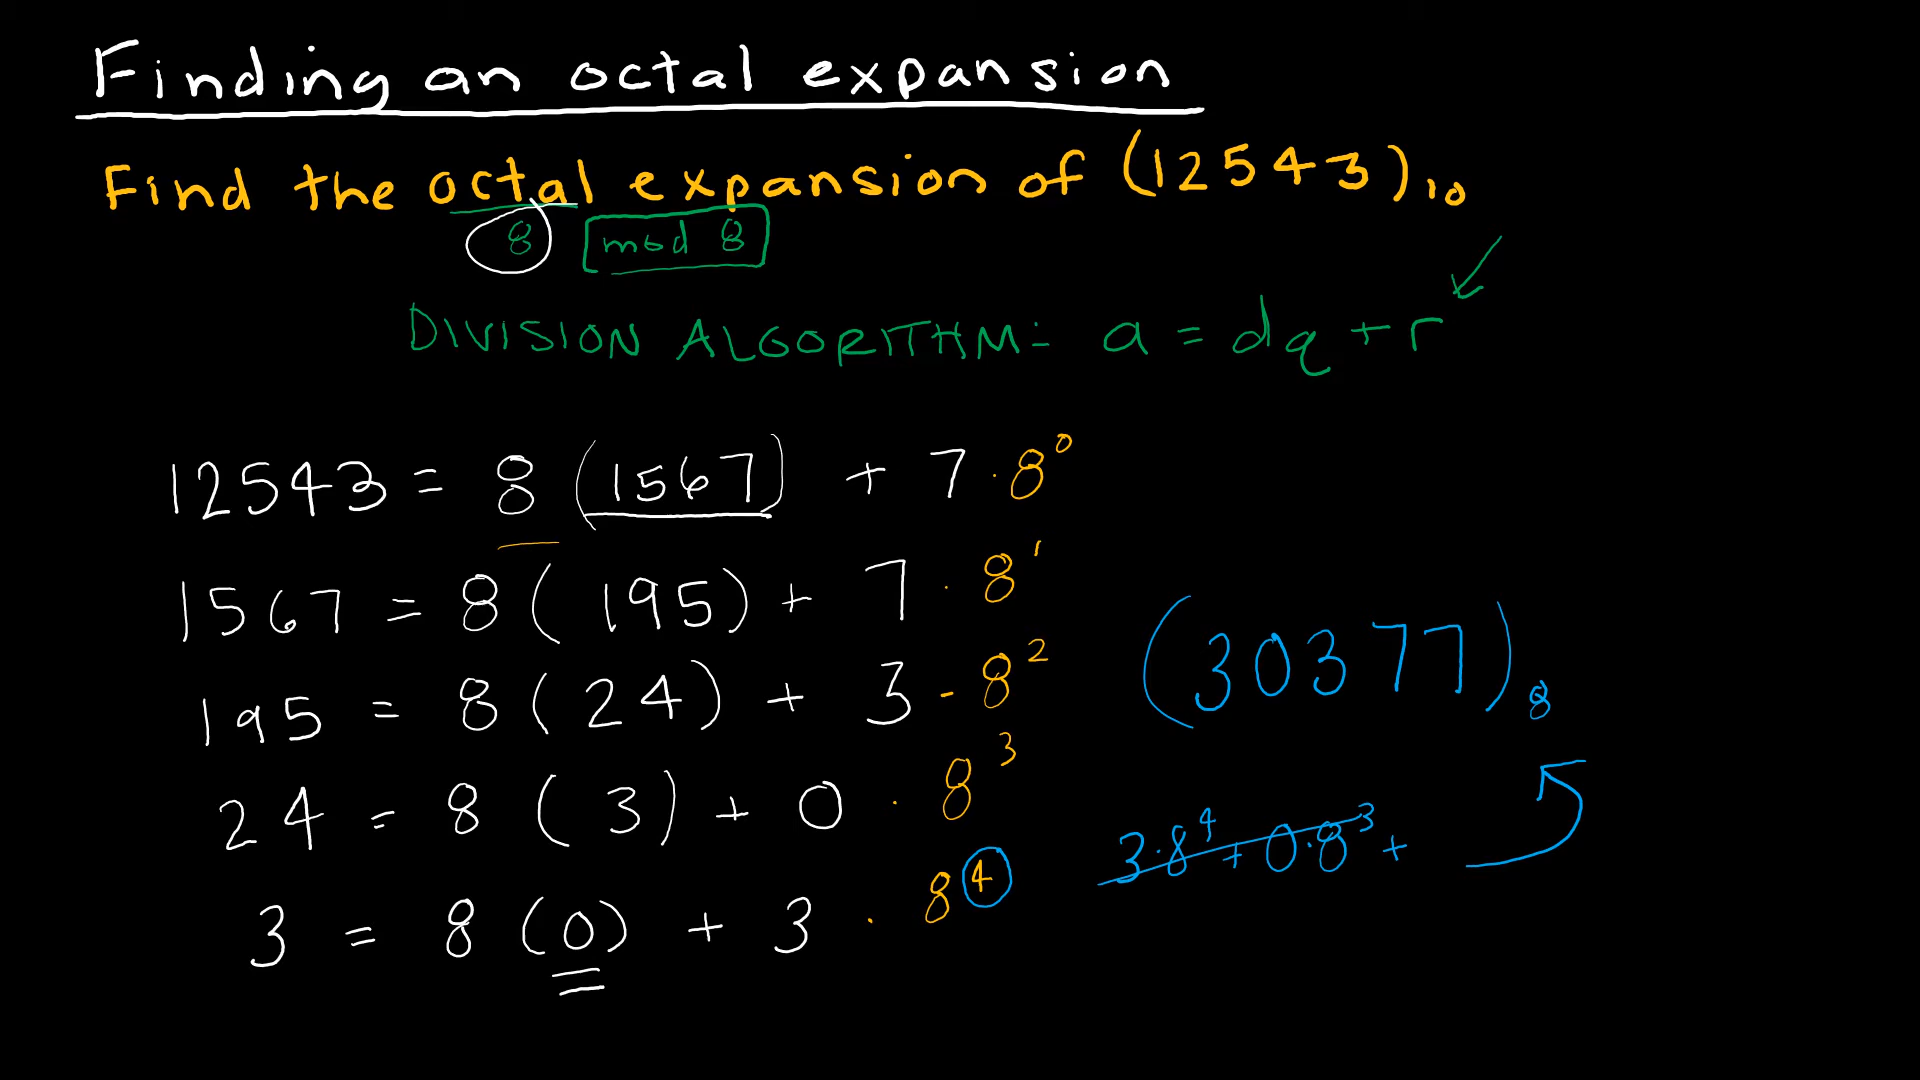 Finding an octal expansion
Find the octal expansion of (12543)₁₀
8 mod 8
DIVISION ALGORITHM: a = dq + r
12543 = 8 (1567) + 7 · 8⁰
1567 = 8 ( 195) + 7 · 8¹
195 = 8 ( 24) + 3 - 8²
24 = 8 ( 3) + 0 · 8³
3 = 8 (0) + 3 · 8⁴
(30377)₈
3·8⁴ + 0·8³ +